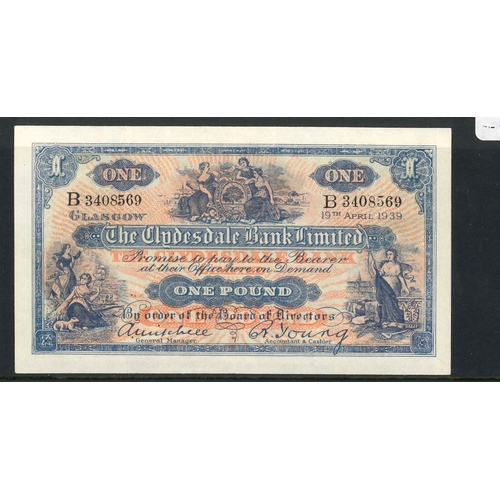 ONE ONE
B 3408569 B 3408569
GLASGOW 19TH APRIL 1939
The Clydesdale Bank Limited
Promise to pay to the Bearer
at their Office here on Demand
ONE POUND
By order of the Board of Directors
R. Young
General Manager. Accountant & Cashier